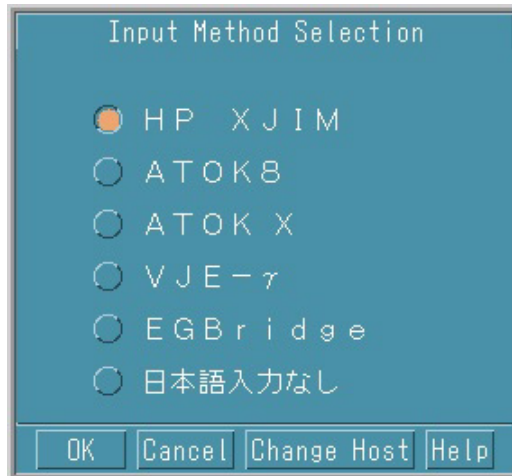 Input Method Selection
HP XJIM
ATOK8
ATOK X
VJE-γ
EGBridge
日本語入力なし
OK Cancel Change Host Help